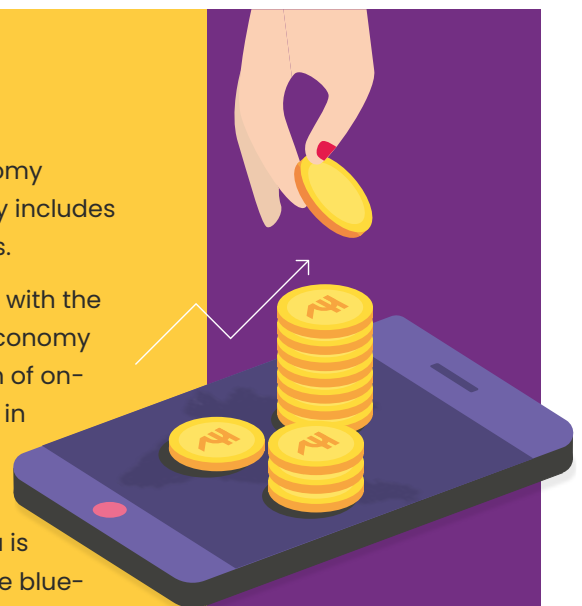 omy
y includes
s.
with the
conomy
n of on-
in
is
e blue-
₹
₹
₹